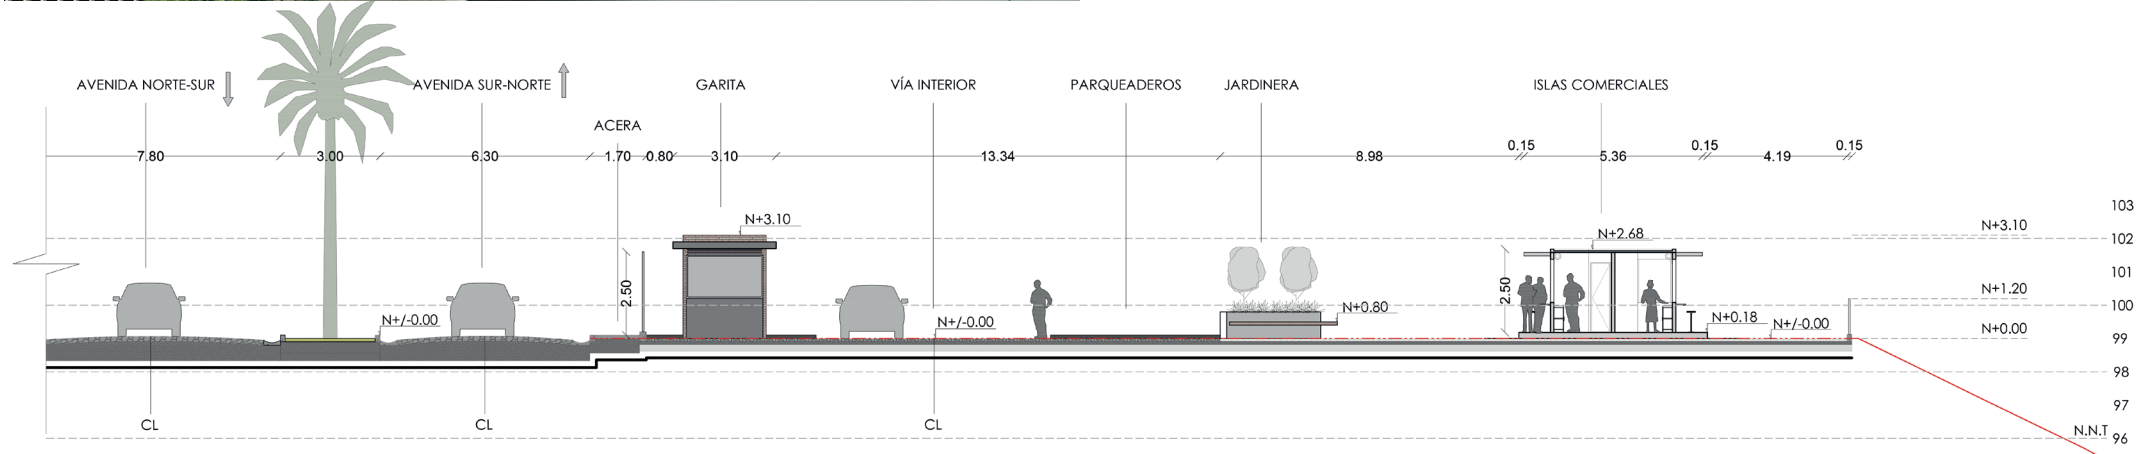 AVENIDA NORTE-SUR
AVENIDA SUR-NORTE
GARITA
VÍA INTERIOR
PARQUEADEROS
JARDINERA
ISLAS COMERCIALES
ACERA
7.80
3.00
6.30
1.70
0.80
3.10
13.34
8.98
0.15
5.36
0.15
4.19
0.15
103
N+3.10
N+3.10
102
N+2.68
101
2.50
2.50
N+1.20
100
N+0.80
N+/-0.00
N+/-0.00
N+0.18
N+/-0.00
N+0.00
99
98
97
CL
CL
CL
N.N.T
96